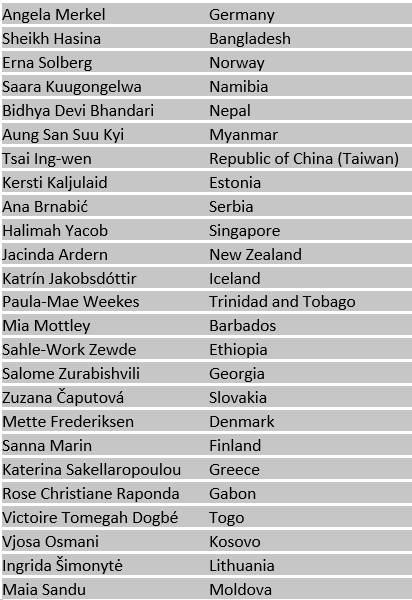 Angela Merkel Germany
Sheikh Hasina Bangladesh
Erna Solberg Norway
Saara Kuugongelwa Namibia
Bidhya Devi Bhandari Nepal
Aung San Suu Kyi Myanmar
Tsai Ing-wen Republic of China (Taiwan)
Kersti Kaljulaid Estonia
Ana Brnabić Serbia
Halimah Yacob Singapore
Jacinda Ardern New Zealand
Katrín Jakobsdóttir Iceland
Paula-Mae Weekes Trinidad and Tobago
Mia Mottley Barbados
Sahle-Work Zewde Ethiopia
Salome Zurabishvili Georgia
Zuzana Čaputová Slovakia
Mette Frederiksen Denmark
Sanna Marin Finland
Katerina Sakellaropoulou Greece
Rose Christiane Raponda Gabon
Victoire Tomegah Dogbé Togo
Vjosa Osmani Kosovo
Ingrida Šimonytė Lithuania
Maia Sandu Moldova